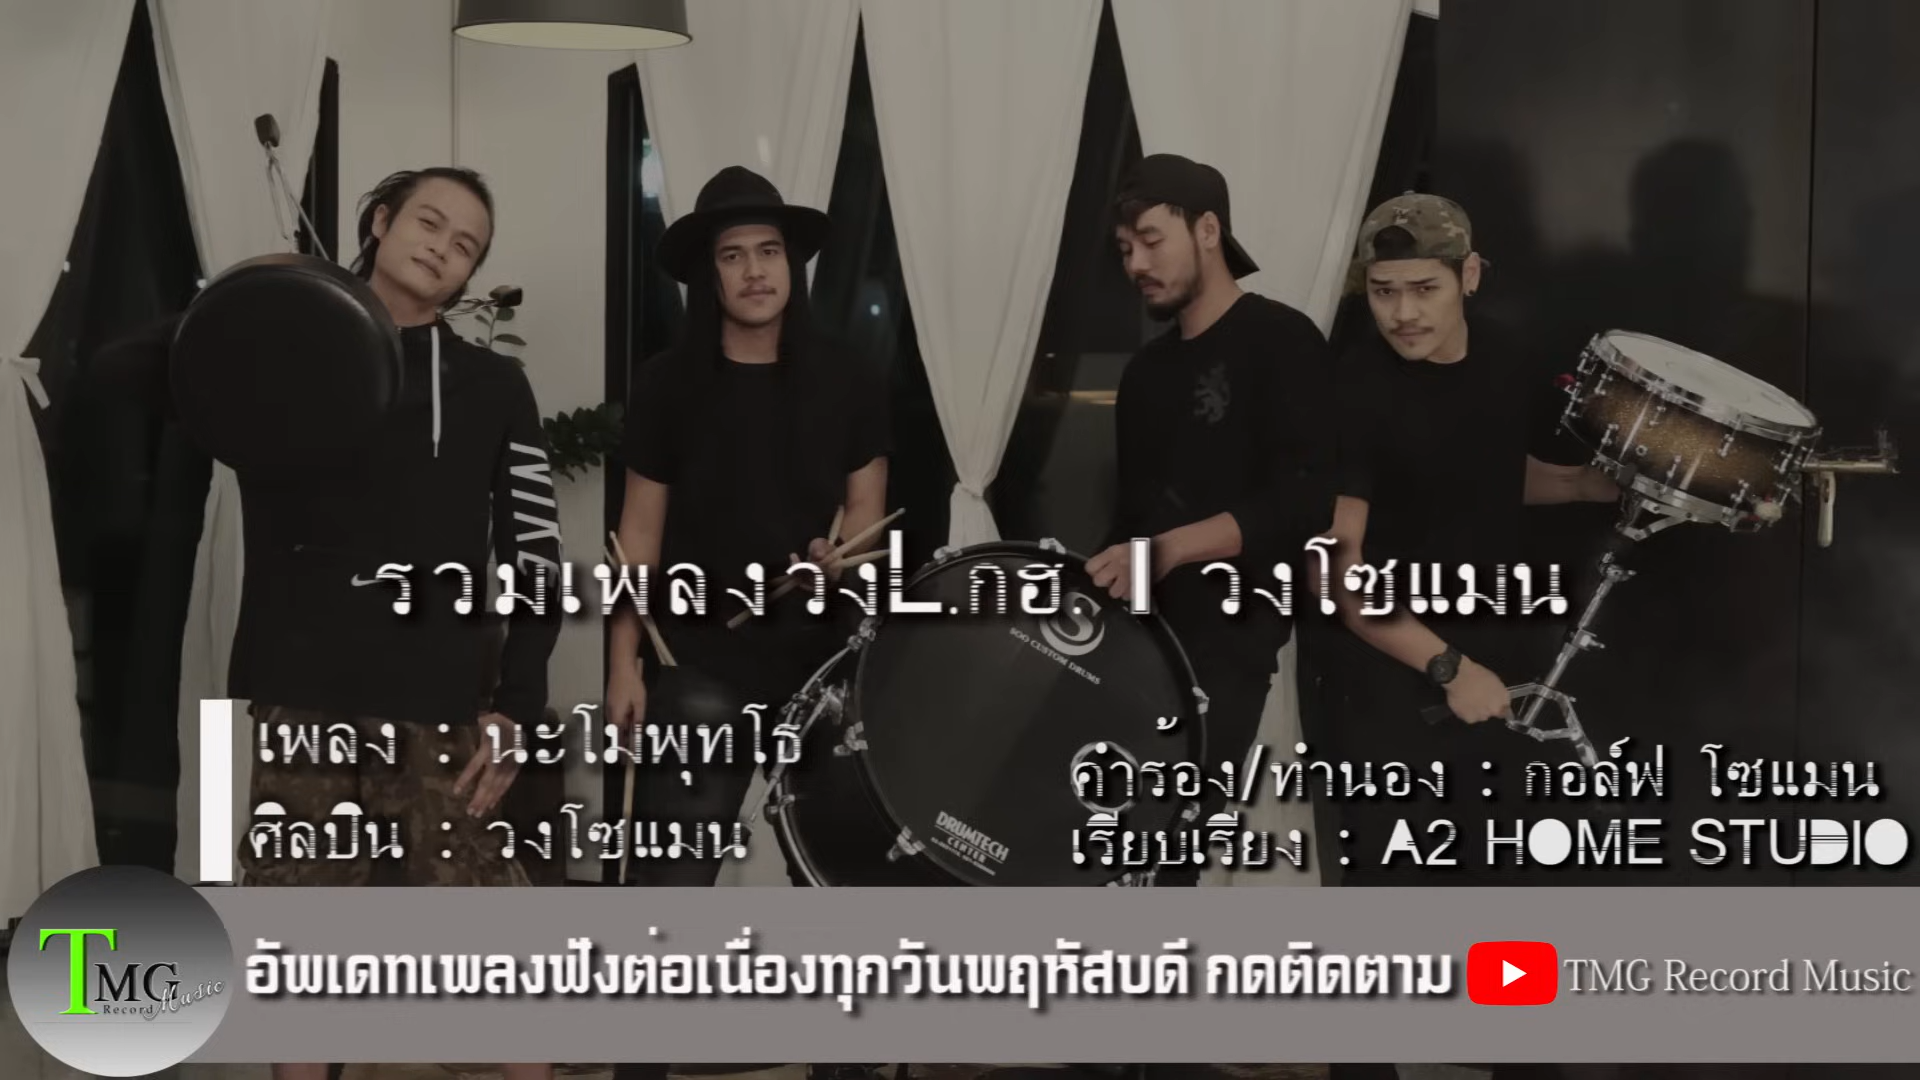 NIKE
รวมเพลงวงL.กฮ. | วงโซแมน
S
SOO CUSTOM DRUMS
เพลง : นะโมพุทโธ
ศิลปิน : วงโซแมน
คำร้อง/ทำนอง : กอล์ฟ โซแมน
เรียบเรียง : A2 HOME STUDIO
DRUMTECH
CENTER
TMG
Record Music
อัพเดทเพลงฟังต่อเนื่องทุกวันพฤหัสบดี กดติดตาม TMG Record Music